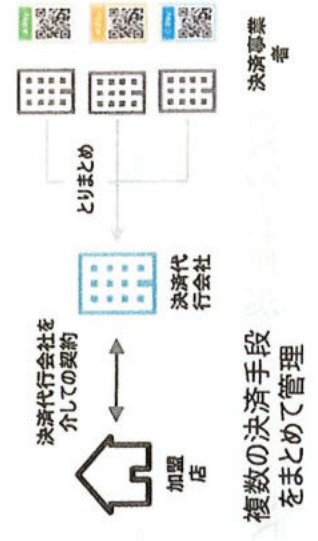 決済代行会社を
介しての契約
とりまとめ
加盟
店
決済代
行会社
決済事業
者
複数の決済手段
をまとめて管理